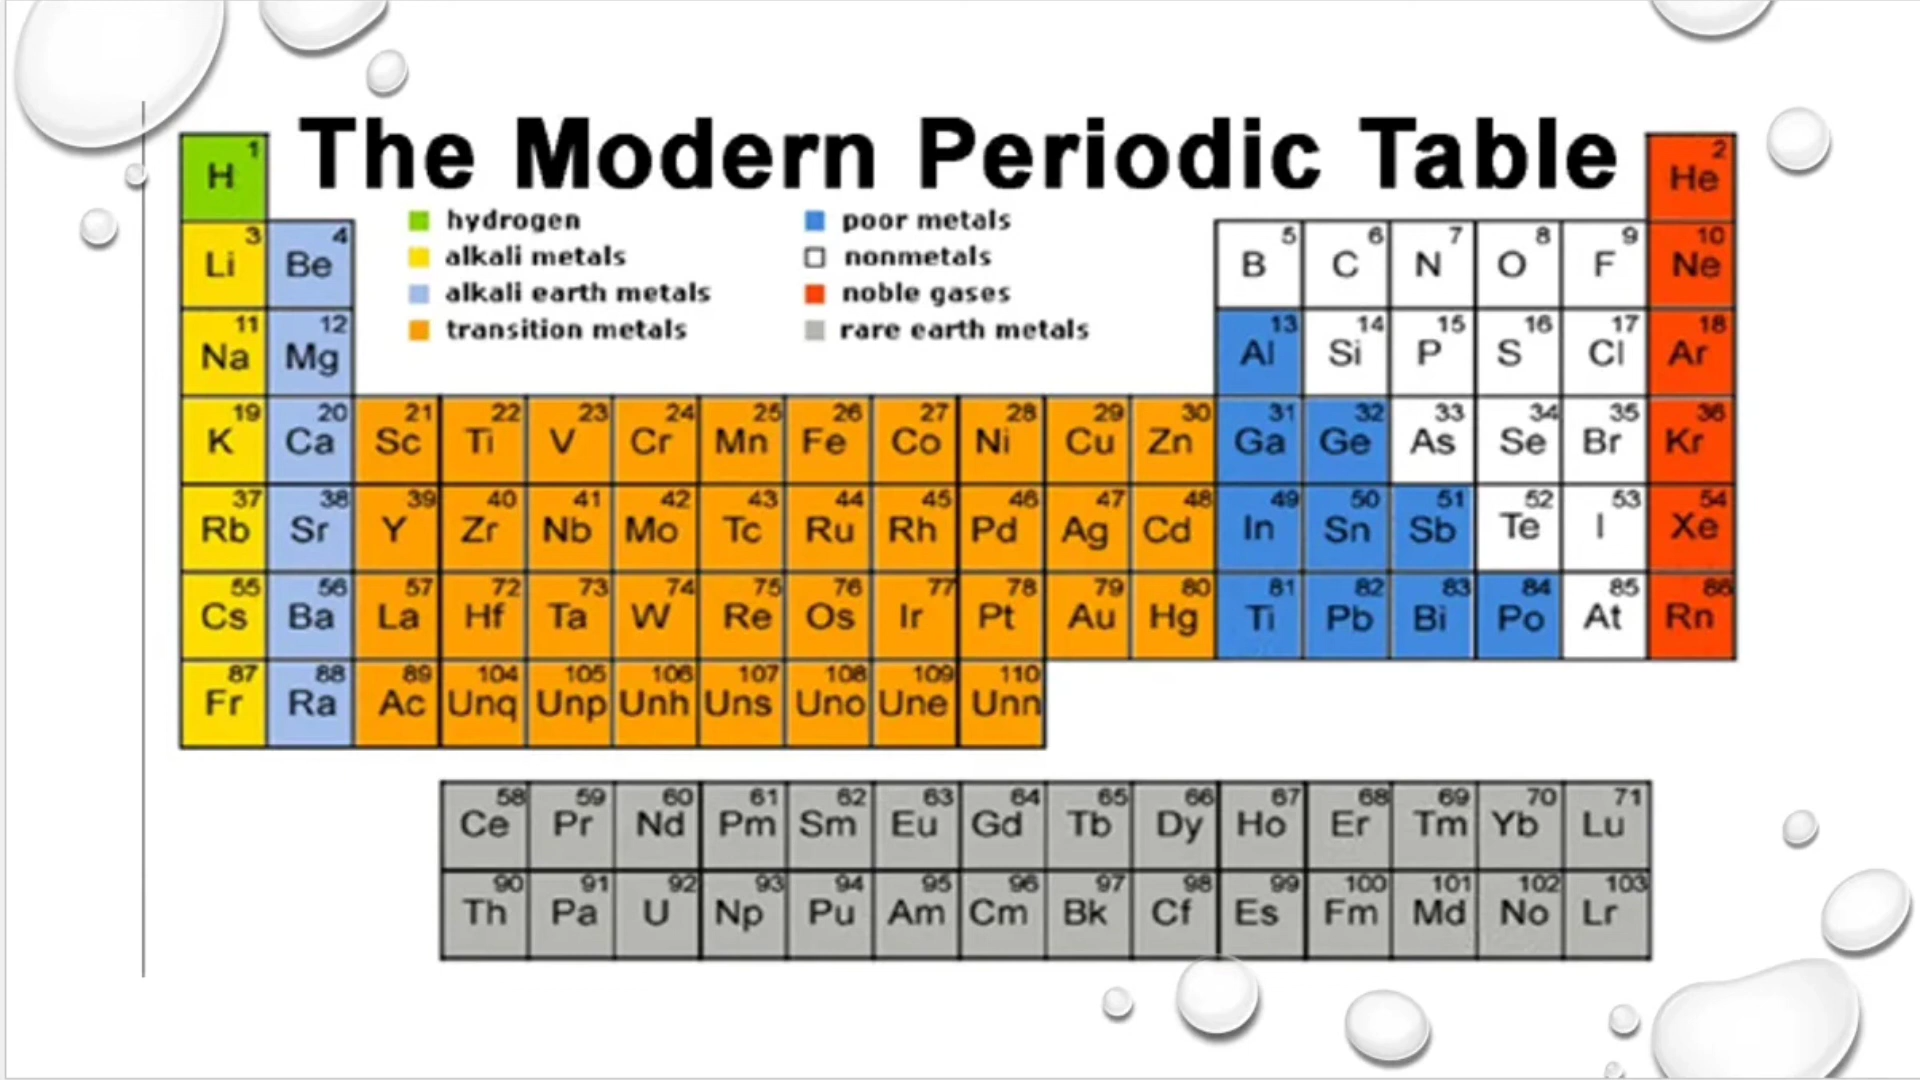 The Modern Periodic Table
hydrogen
alkali metals
alkali earth metals
transition metals
poor metals
nonmetals
noble gases
rare earth metals
1 H 2 He
3 Li 4 Be 5 B 6 C 7 N 8 O 9 F 10 Ne
11 Na 12 Mg 13 Al 14 Si 15 P 16 S 17 Cl 18 Ar
19 K 20 Ca 21 Sc 22 Ti 23 V 24 Cr 25 Mn 26 Fe 27 Co 28 Ni 29 Cu 30 Zn 31 Ga 32 Ge 33 As 34 Se 35 Br 36 Kr
37 Rb 38 Sr 39 Y 40 Zr 41 Nb 42 Mo 43 Tc 44 Ru 45 Rh 46 Pd 47 Ag 48 Cd 49 In 50 Sn 51 Sb 52 Te 53 I 54 Xe
55 Cs 56 Ba 57 La 72 Hf 73 Ta 74 W 75 Re 76 Os 77 Ir 78 Pt 79 Au 80 Hg 81 Ti 82 Pb 83 Bi 84 Po 85 At 86 Rn
87 Fr 88 Ra 89 Ac 104 Unq 105 Unp 106 Unh 107 Uns 108 Uno 109 Une 110 Unn
58 Ce 59 Pr 60 Nd 61 Pm 62 Sm 63 Eu 64 Gd 65 Tb 66 Dy 67 Ho 68 Er 69 Tm 70 Yb 71 Lu
90 Th 91 Pa 92 U 93 Np 94 Pu 95 Am 96 Cm 97 Bk 98 Cf 99 Es 100 Fm 101 Md 102 No 103 Lr